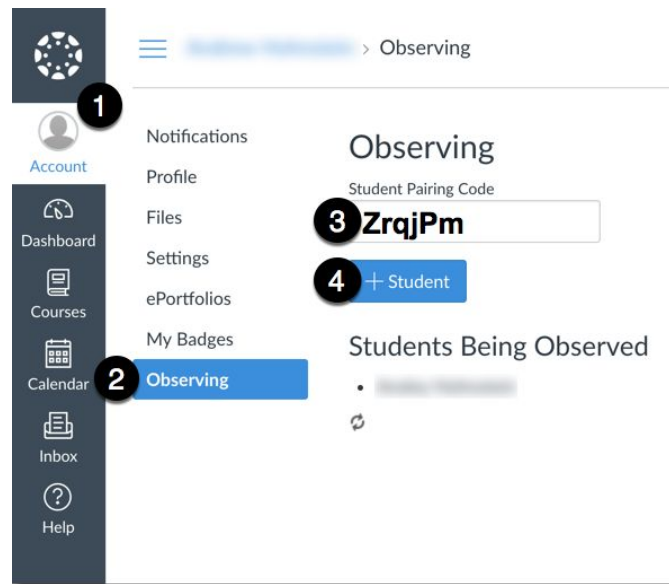 > Observing
1
Account
Dashboard
Courses
Calendar
Inbox
Help
Notifications
Profile
Files
Settings
ePortfolios
My Badges
2 Observing
Observing
Student Pairing Code
3 ZrqjPm
4 + Student
Students Being Observed